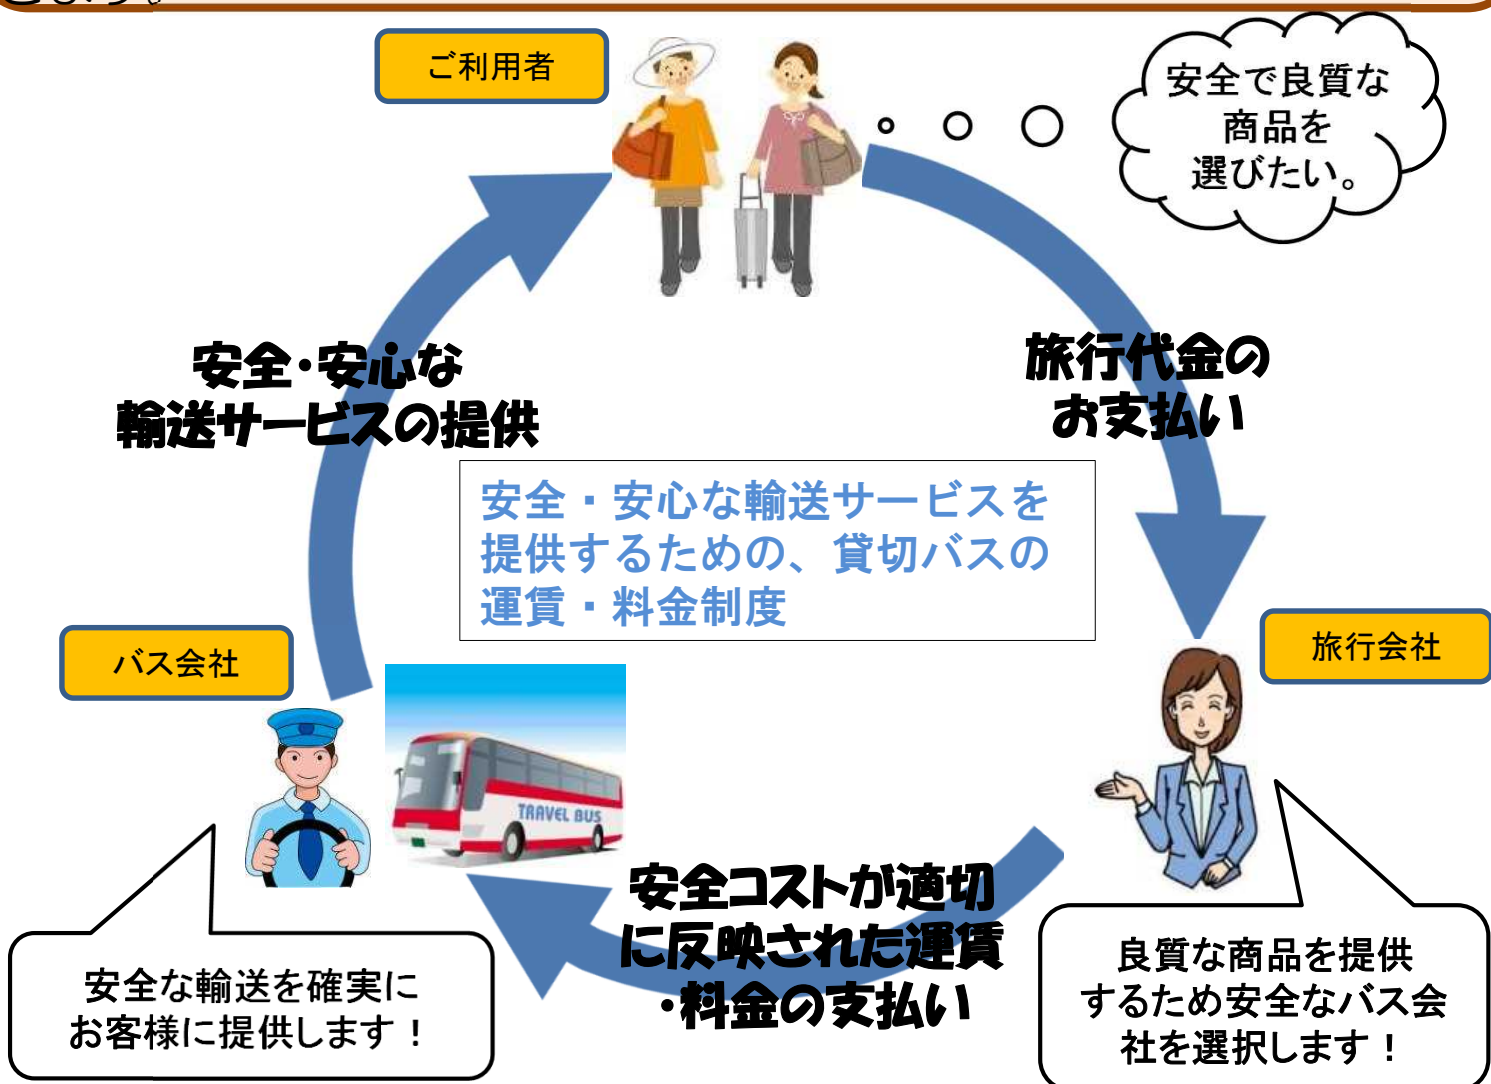 ご利用者
安全で良質な
商品を
選びたい。
安全・安心な
輸送サービスの提供
旅行代金の
お支払い
安全・安心な輸送サービスを
提供するための、貸切バスの
運賃・料金制度
バス会社
旅行会社
TRAVEL BUS
安全コストが適切
に反映された運賃
・料金の支払い
安全な輸送を確実に
お客様に提供します！
良質な商品を提供
するため安全なバス会
社を選択します！